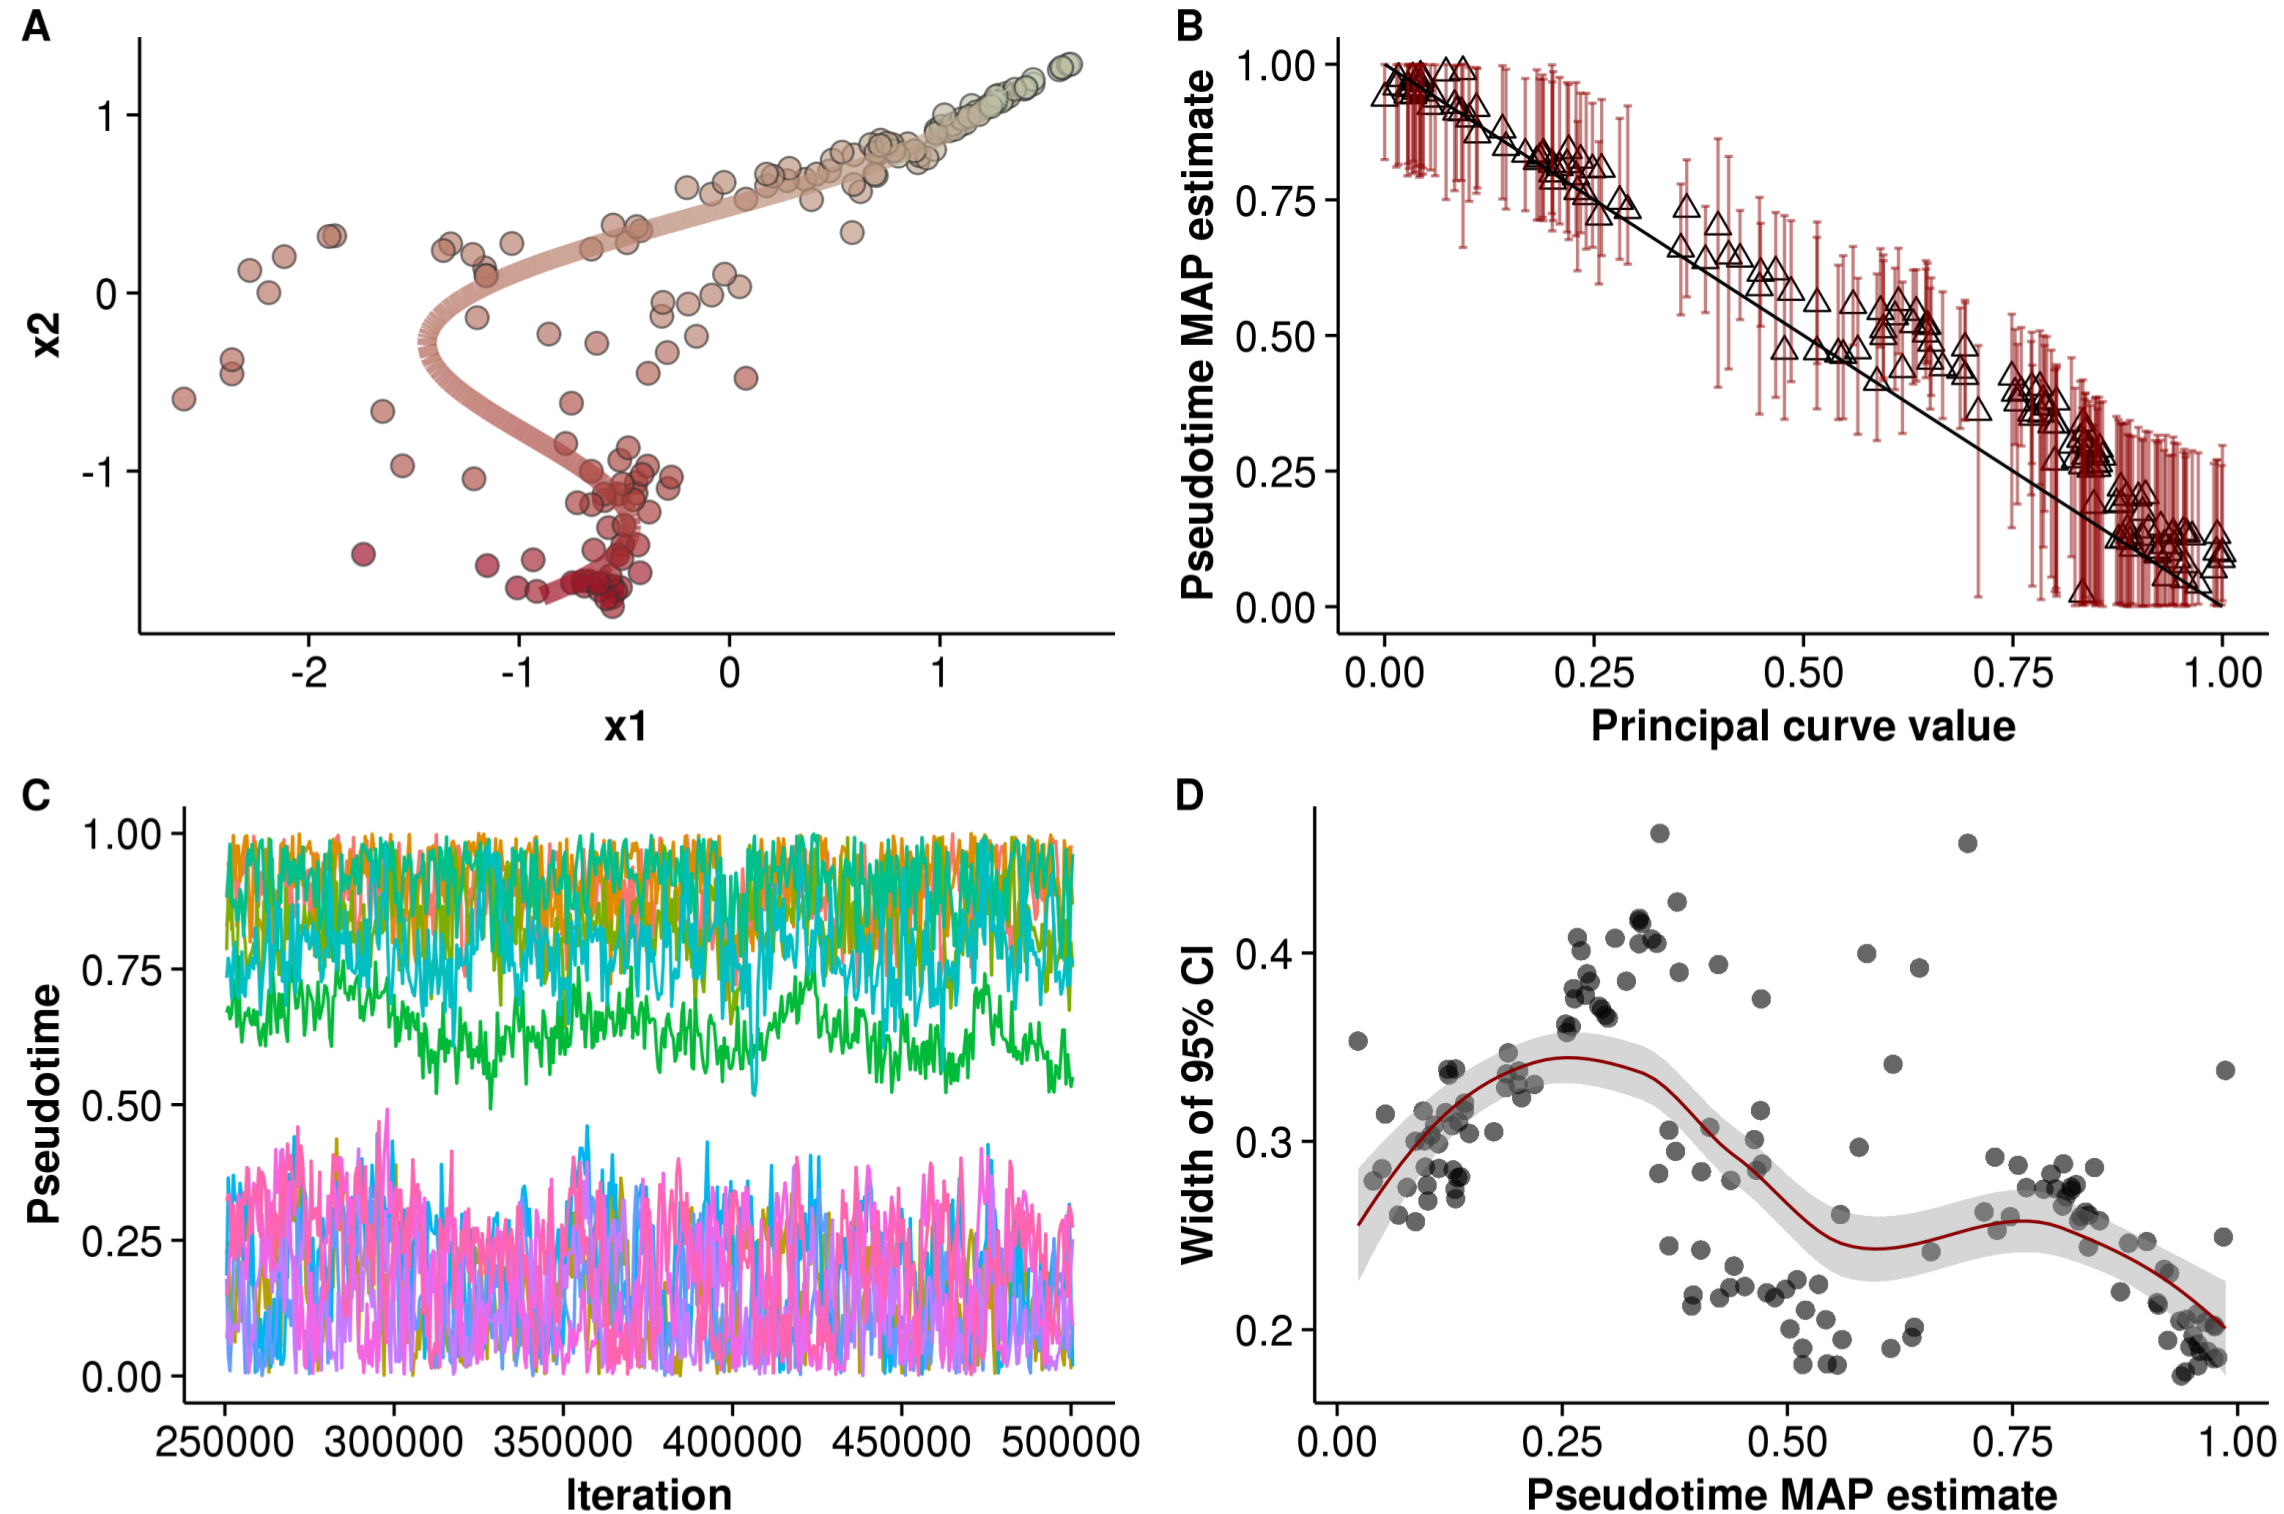 A
x2
1
0
-1
-2 -1 0 1
x1
B
Pseudotime MAP estimate
1.00
0.75
0.50
0.25
0.00
0.00 0.25 0.50 0.75 1.00
Principal curve value
C
Pseudotime
1.00
0.75
0.50
0.25
0.00
250000 300000 350000 400000 450000 500000
Iteration
D
Width of 95% CI
0.4
0.3
0.2
0.00 0.25 0.50 0.75 1.00
Pseudotime MAP estimate